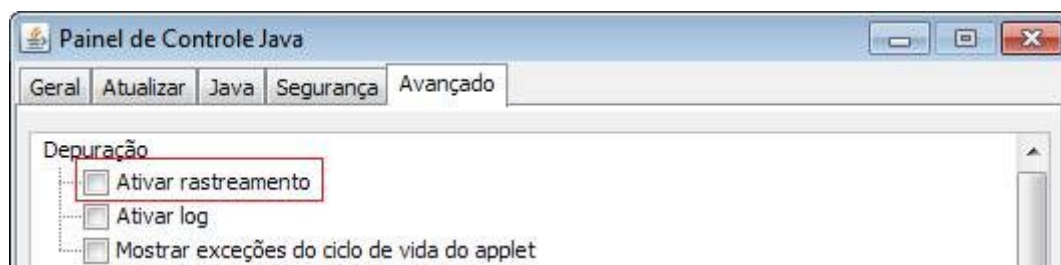 Painel de Controle Java
Geral Atualizar Java Segurança Avançado
Depuração
Ativar rastreamento
Ativar log
Mostrar exceções do ciclo de vida do applet